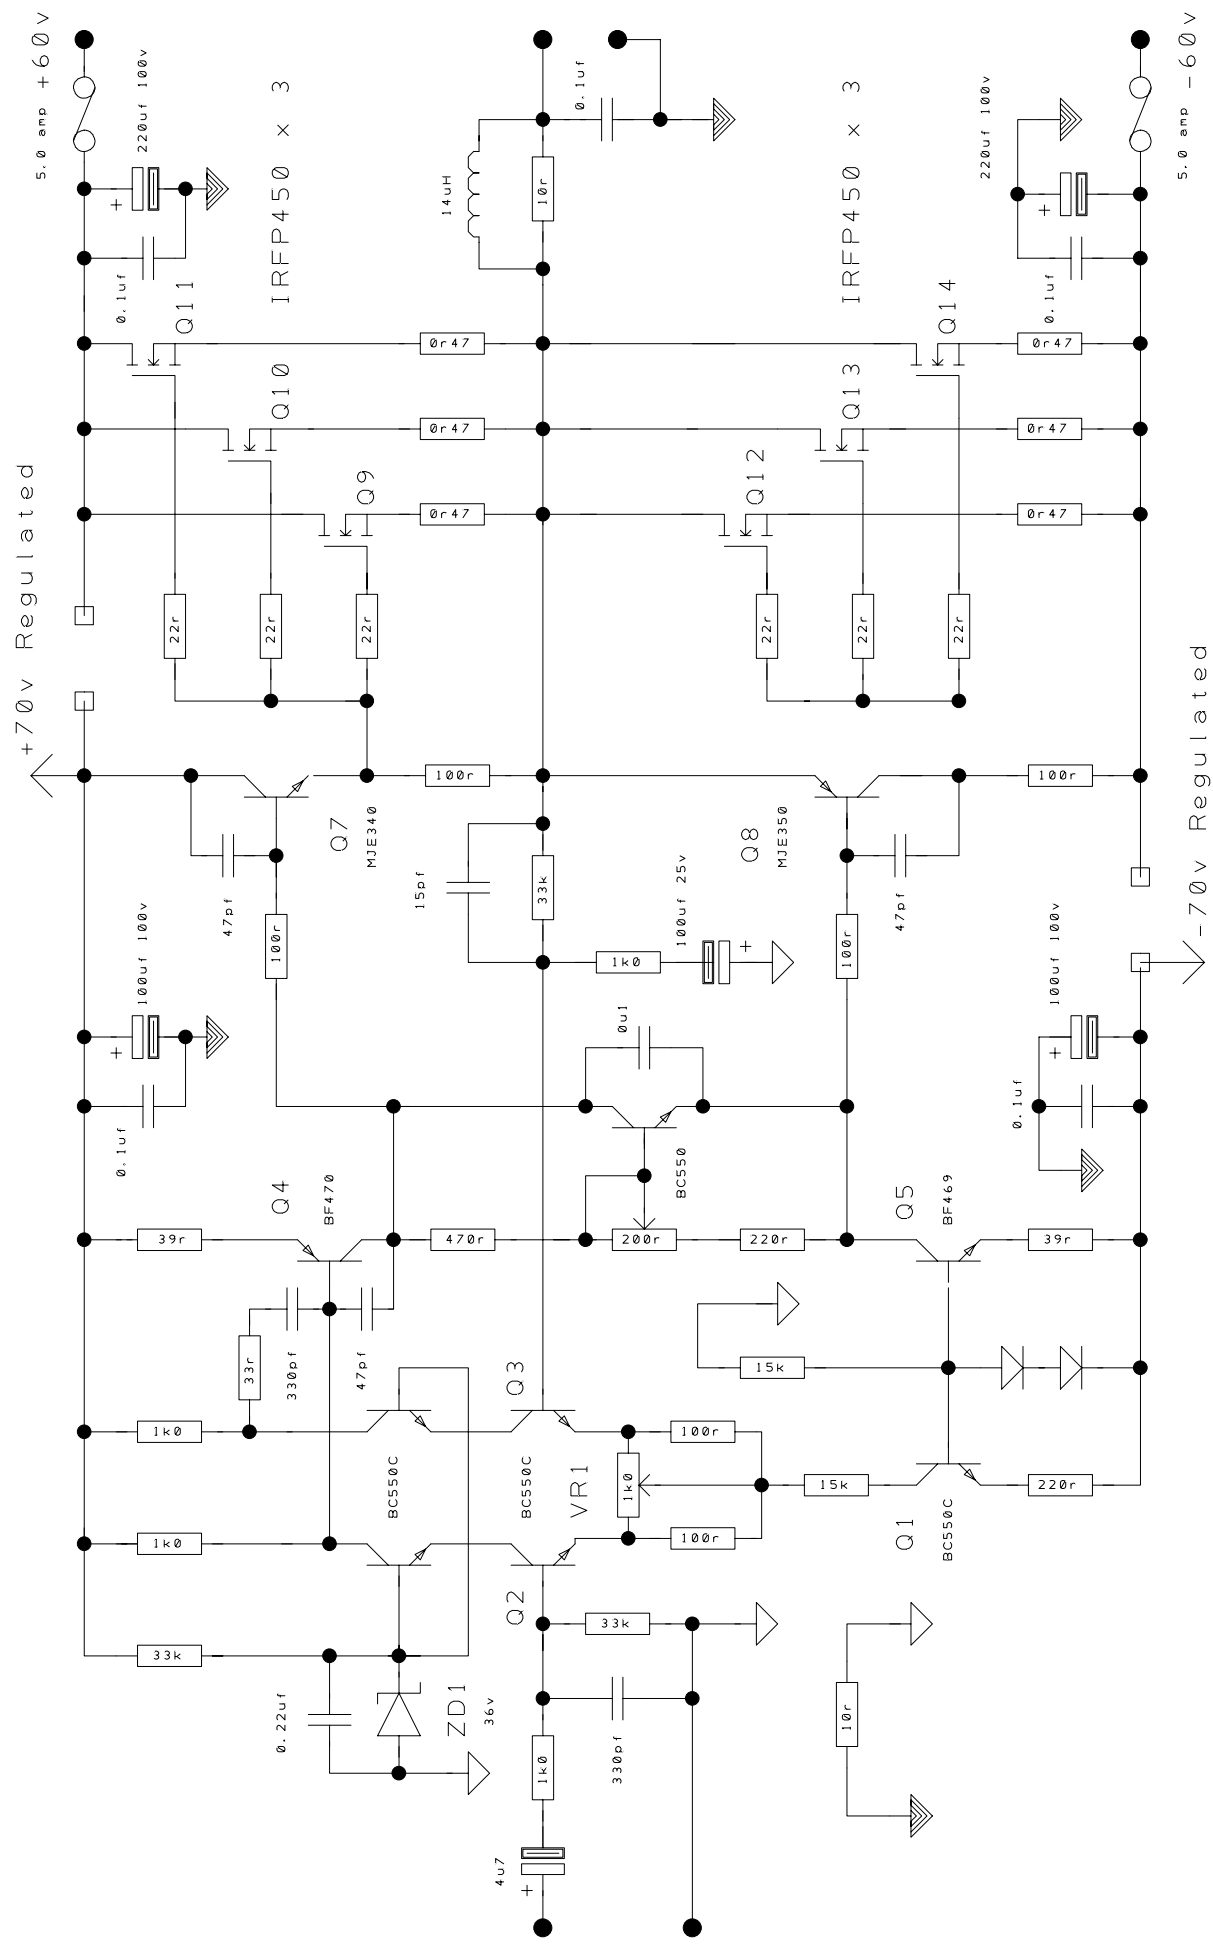 5.0 amp +60v
220uf 100v
0.1uf
IRFP450 x 3
14uH
10r
0.1uf
IRFP450 x 3
220uf 100v
0.1uf
5.0 amp -60v
Q11
Q10
Q9
0r47
0r47
0r47
Q14
Q13
Q12
0r47
0r47
0r47
22r
22r
22r
22r
22r
22r
+70v Regulated
-70v Regulated
Q7
MJE340
47pf
100r
100r
15pf
33k
1k0
100uf 25v
Q8
MJE350
47pf
100r
100r
100uf 100v
0.1uf
0u1
BC550
100uf 100v
0.1uf
39r
Q4
BF470
470r
200r
220r
Q5
BF469
39r
33r
330pf
47pf
15k
1k0
Q3
BC550C
BC550C
VR1
1k0
100r
100r
15k
220r
Q1
BC550C
1k0
Q2
33k
33k
0.22uf
ZD1
36v
1k0
330pf
4u7
10r